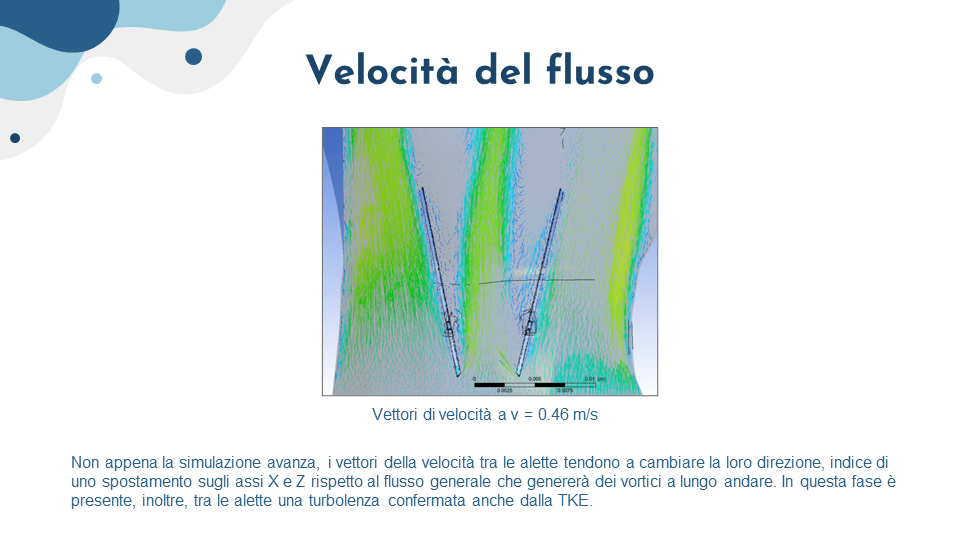 Velocità del flusso
0 0.005 0.01 (m)
0.0025 0.0075
Vettori di velocità a v = 0.46 m/s
Non appena la simulazione avanza, i vettori della velocità tra le alette tendono a cambiare la loro direzione, indice di
uno spostamento sugli assi X e Z rispetto al flusso generale che genererà dei vortici a lungo andare. In questa fase è
presente, inoltre, tra le alette una turbolenza confermata anche dalla TKE.